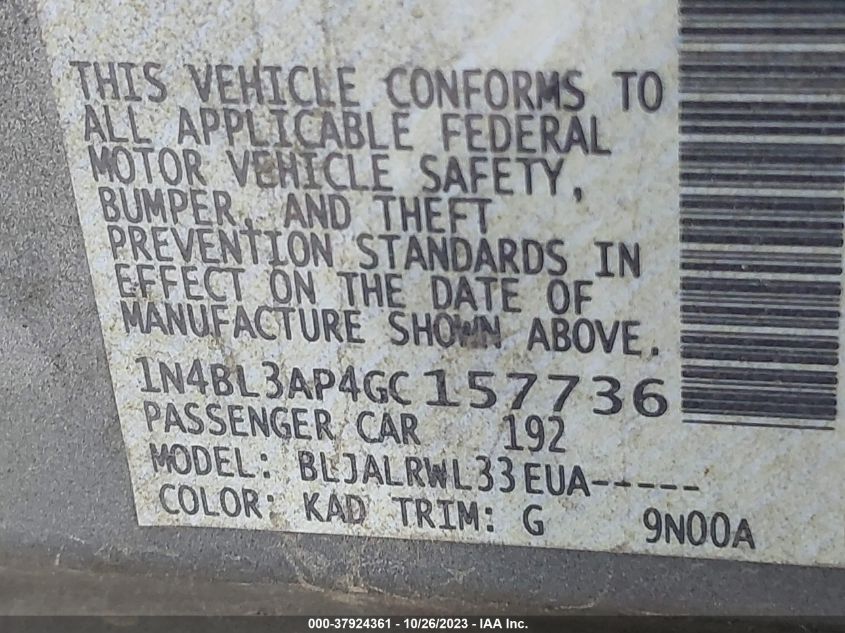 THIS VEHICLE CONFORMS TO
ALL APPLICABLE FEDERAL
MOTOR VEHICLE SAFETY,
BUMPER, AND THEFT
PREVENTION STANDARDS IN
EFFECT ON THE DATE OF
MANUFACTURE SHOWN ABOVE.
1N4BL3AP4GC157736
PASSENGER CAR 192
MODEL: BLJALRWL33EUA-----
COLOR: KAD TRIM: G 9N00A
000-37924361 - 10/26/2023 - IAA Inc.